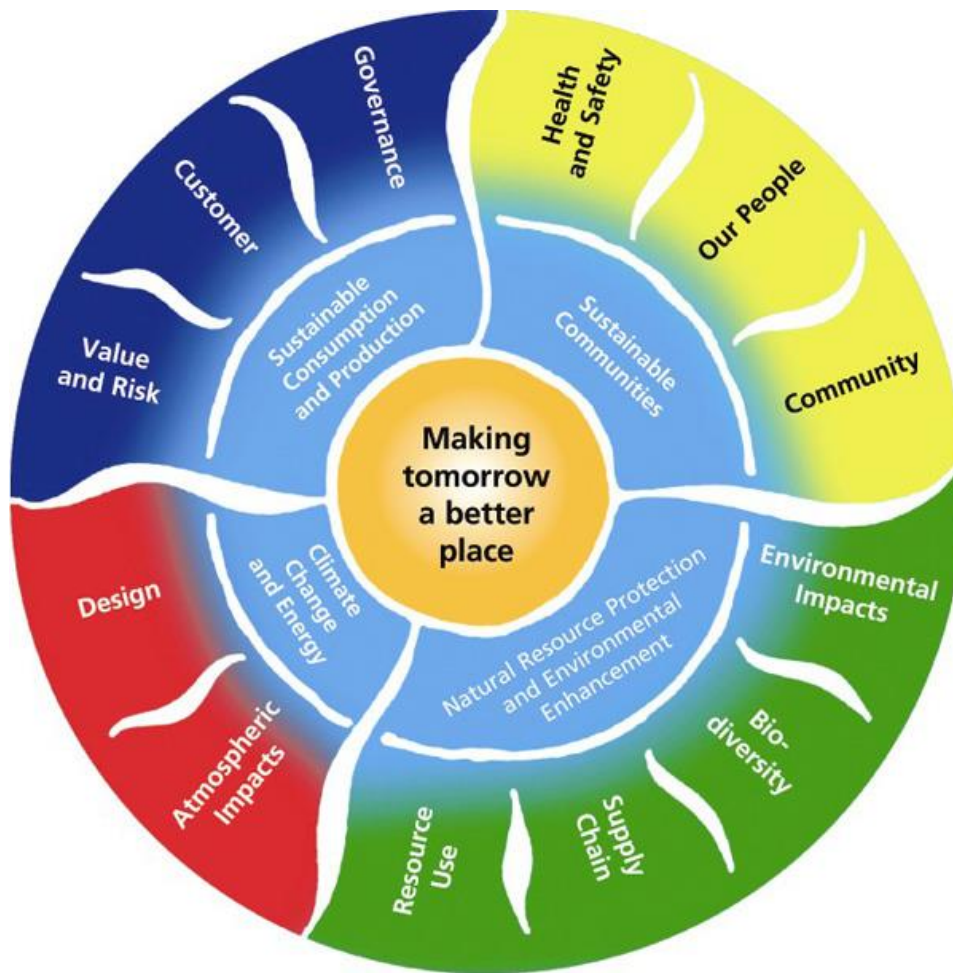 Governance
Customer
Value
and Risk
Sustainable
Consumption
and Production
Health
and Safety
Our People
Community
Sustainable
Communities
Making
tomorrow
a better
place
Climate
Change
and Energy
Design
Atmospheric
Impacts
Natural Resource Protection
and Environmental
Enhancement
Environmental
Impacts
Bio-
diversity
Supply
Chain
Resource
Use